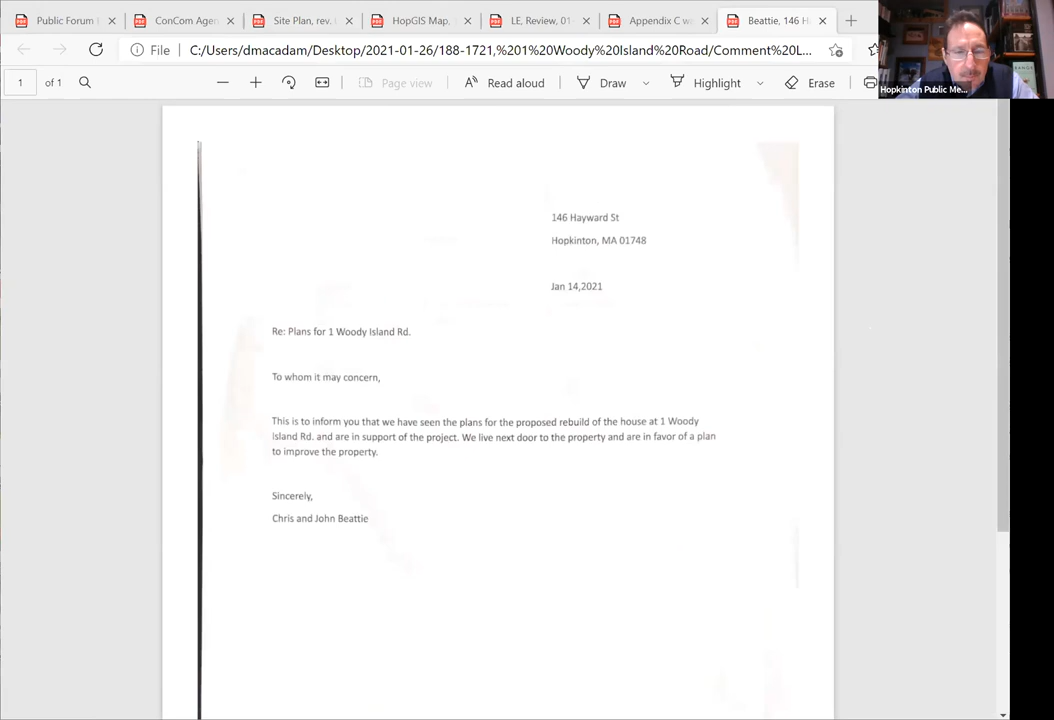 Public Forum
ConCom Agen
Site Plan, rev.
HopGIS Map,
LE, Review, 01-
Appendix C w
Beattie, 146 H
File
C:/Users/dmacadam/Desktop/2021-01-26/188-1721,%201%20Woody%20Island%20Road/Comment%20L...
1 of 1
Page view
Read aloud
Draw
Highlight
Erase
Hopkinton Public Me...
146 Hayward St
Hopkinton, MA 01748
Jan 14,2021
Re: Plans for 1 Woody Island Rd.
To whom it may concern,
This is to inform you that we have seen the plans for the proposed rebuild of the house at 1 Woody
Island Rd. and are in support of the project. We live next door to the property and are in favor of a plan
to improve the property.
Sincerely,
Chris and John Beattie